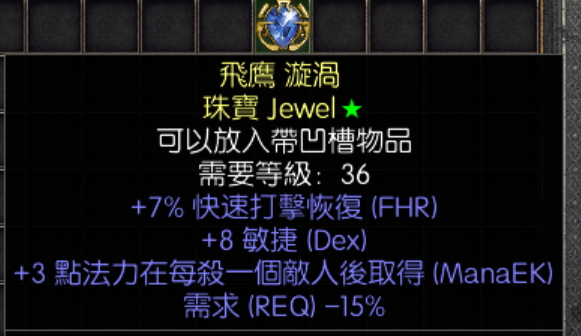 飛鷹 漩渦
珠寶 Jewel★
可以放入帶凹槽物品
需要等級: 36
+7% 快速打擊恢復 (FHR)
+8 敏捷 (Dex)
+3 點法力在每殺一個敵人後取得 (ManaEK)
需求 (REQ) -15%